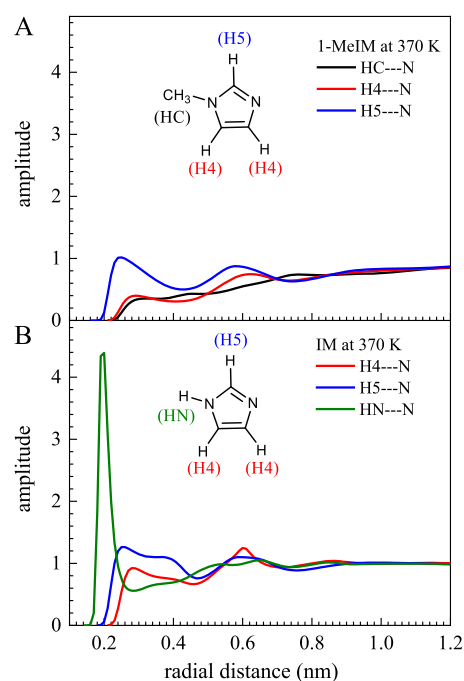 A
1-MeIM at 370 K
HC---N
H4---N
H5---N
(H5)
H
CH₃
N
N
(HC)
H
H
(H4)
(H4)
amplitude
4
3
2
1
0
B
IM at 370 K
H4---N
H5---N
HN---N
(H5)
H
H
N
N
(HN)
H
H
(H4)
(H4)
amplitude
4
3
2
1
0
0.2
0.4
0.6
0.8
1.0
1.2
radial distance (nm)